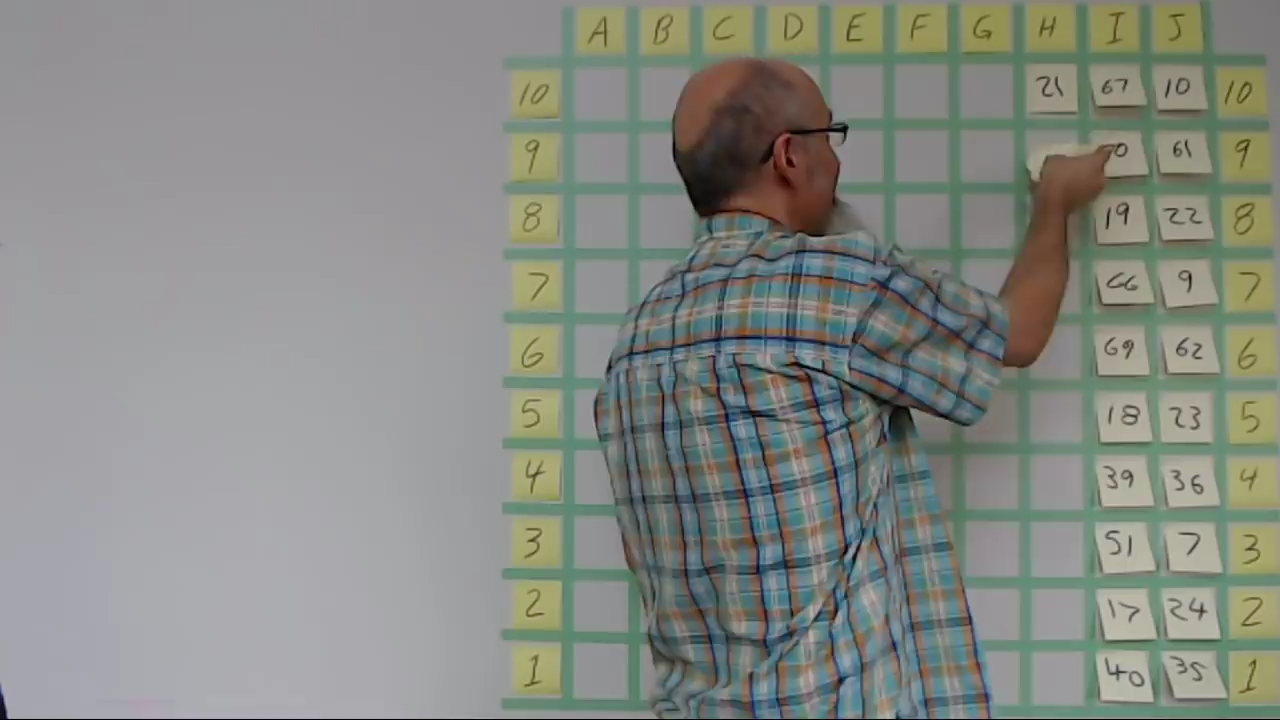 A B C D E F G H I J
10 21 67 10 10
9 61 9
8 19 22 8
7 66 9 7
6 69 62 6
5 18 23 5
4 39 36 4
3 51 7 3
2 17 24 2
1 40 35 1